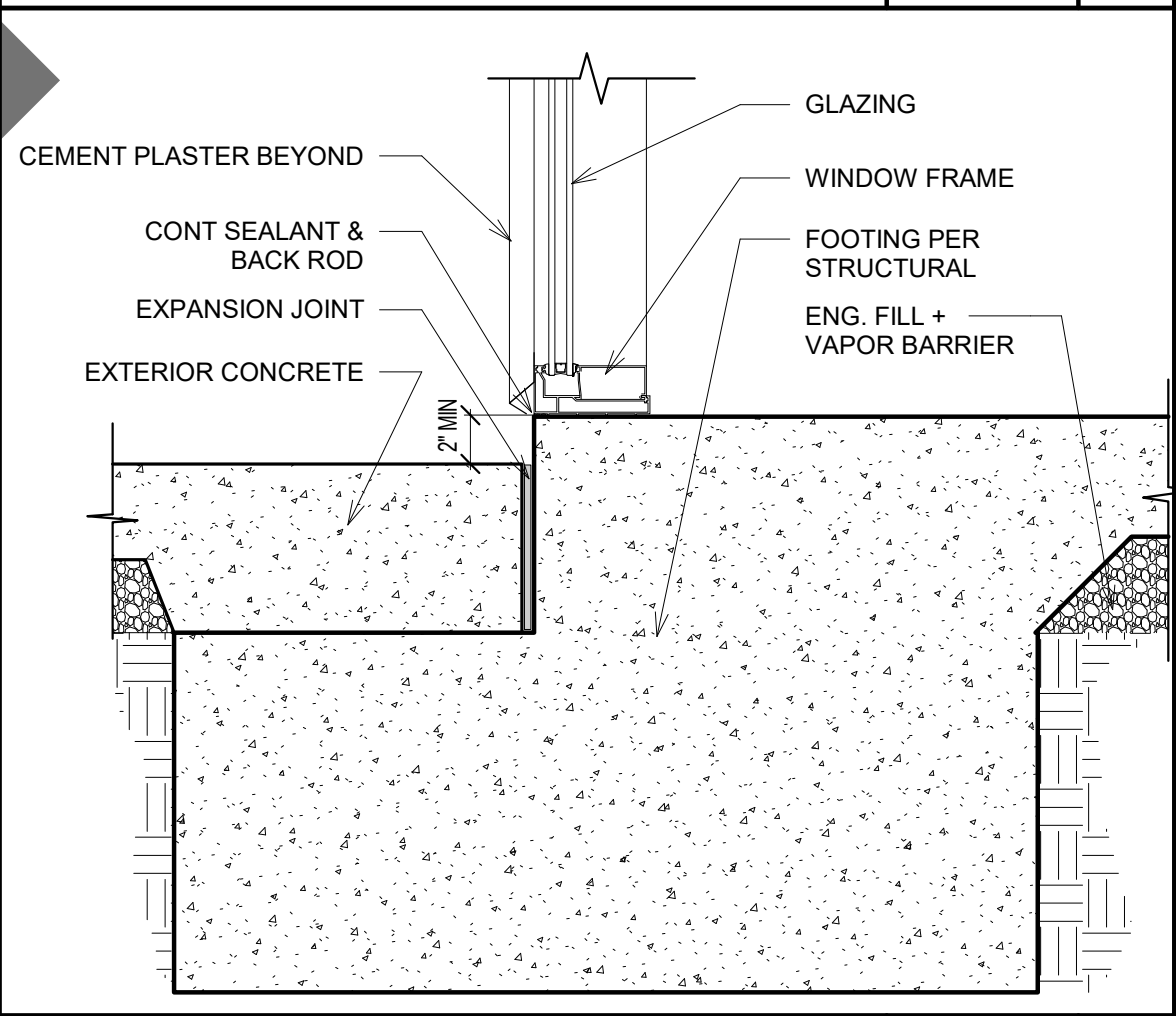 CEMENT PLASTER BEYOND
CONT SEALANT &
BACK ROD
EXPANSION JOINT
EXTERIOR CONCRETE
2" MIN
GLAZING
WINDOW FRAME
FOOTING PER
STRUCTURAL
ENG. FILL +
VAPOR BARRIER